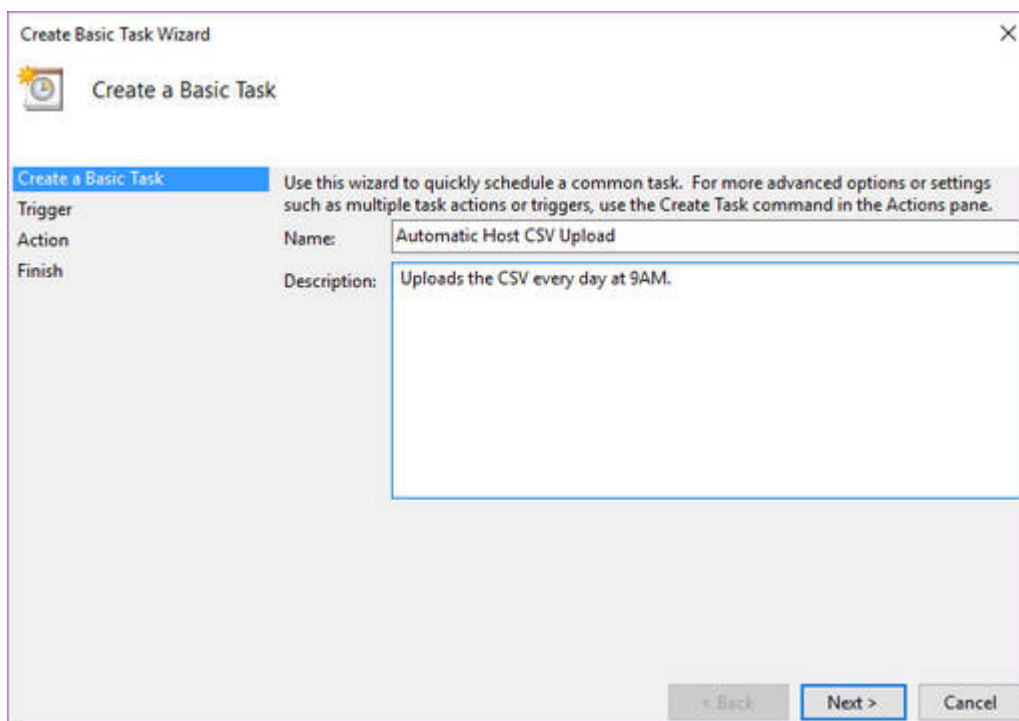 Create Basic Task Wizard
Create a Basic Task
Create a Basic Task
Trigger
Action
Finish
Use this wizard to quickly schedule a common task. For more advanced options or settings
such as multiple task actions or triggers, use the Create Task command in the Actions pane.
Name: Automatic Host CSV Upload
Description: Uploads the CSV every day at 9AM.
< Back Next > Cancel